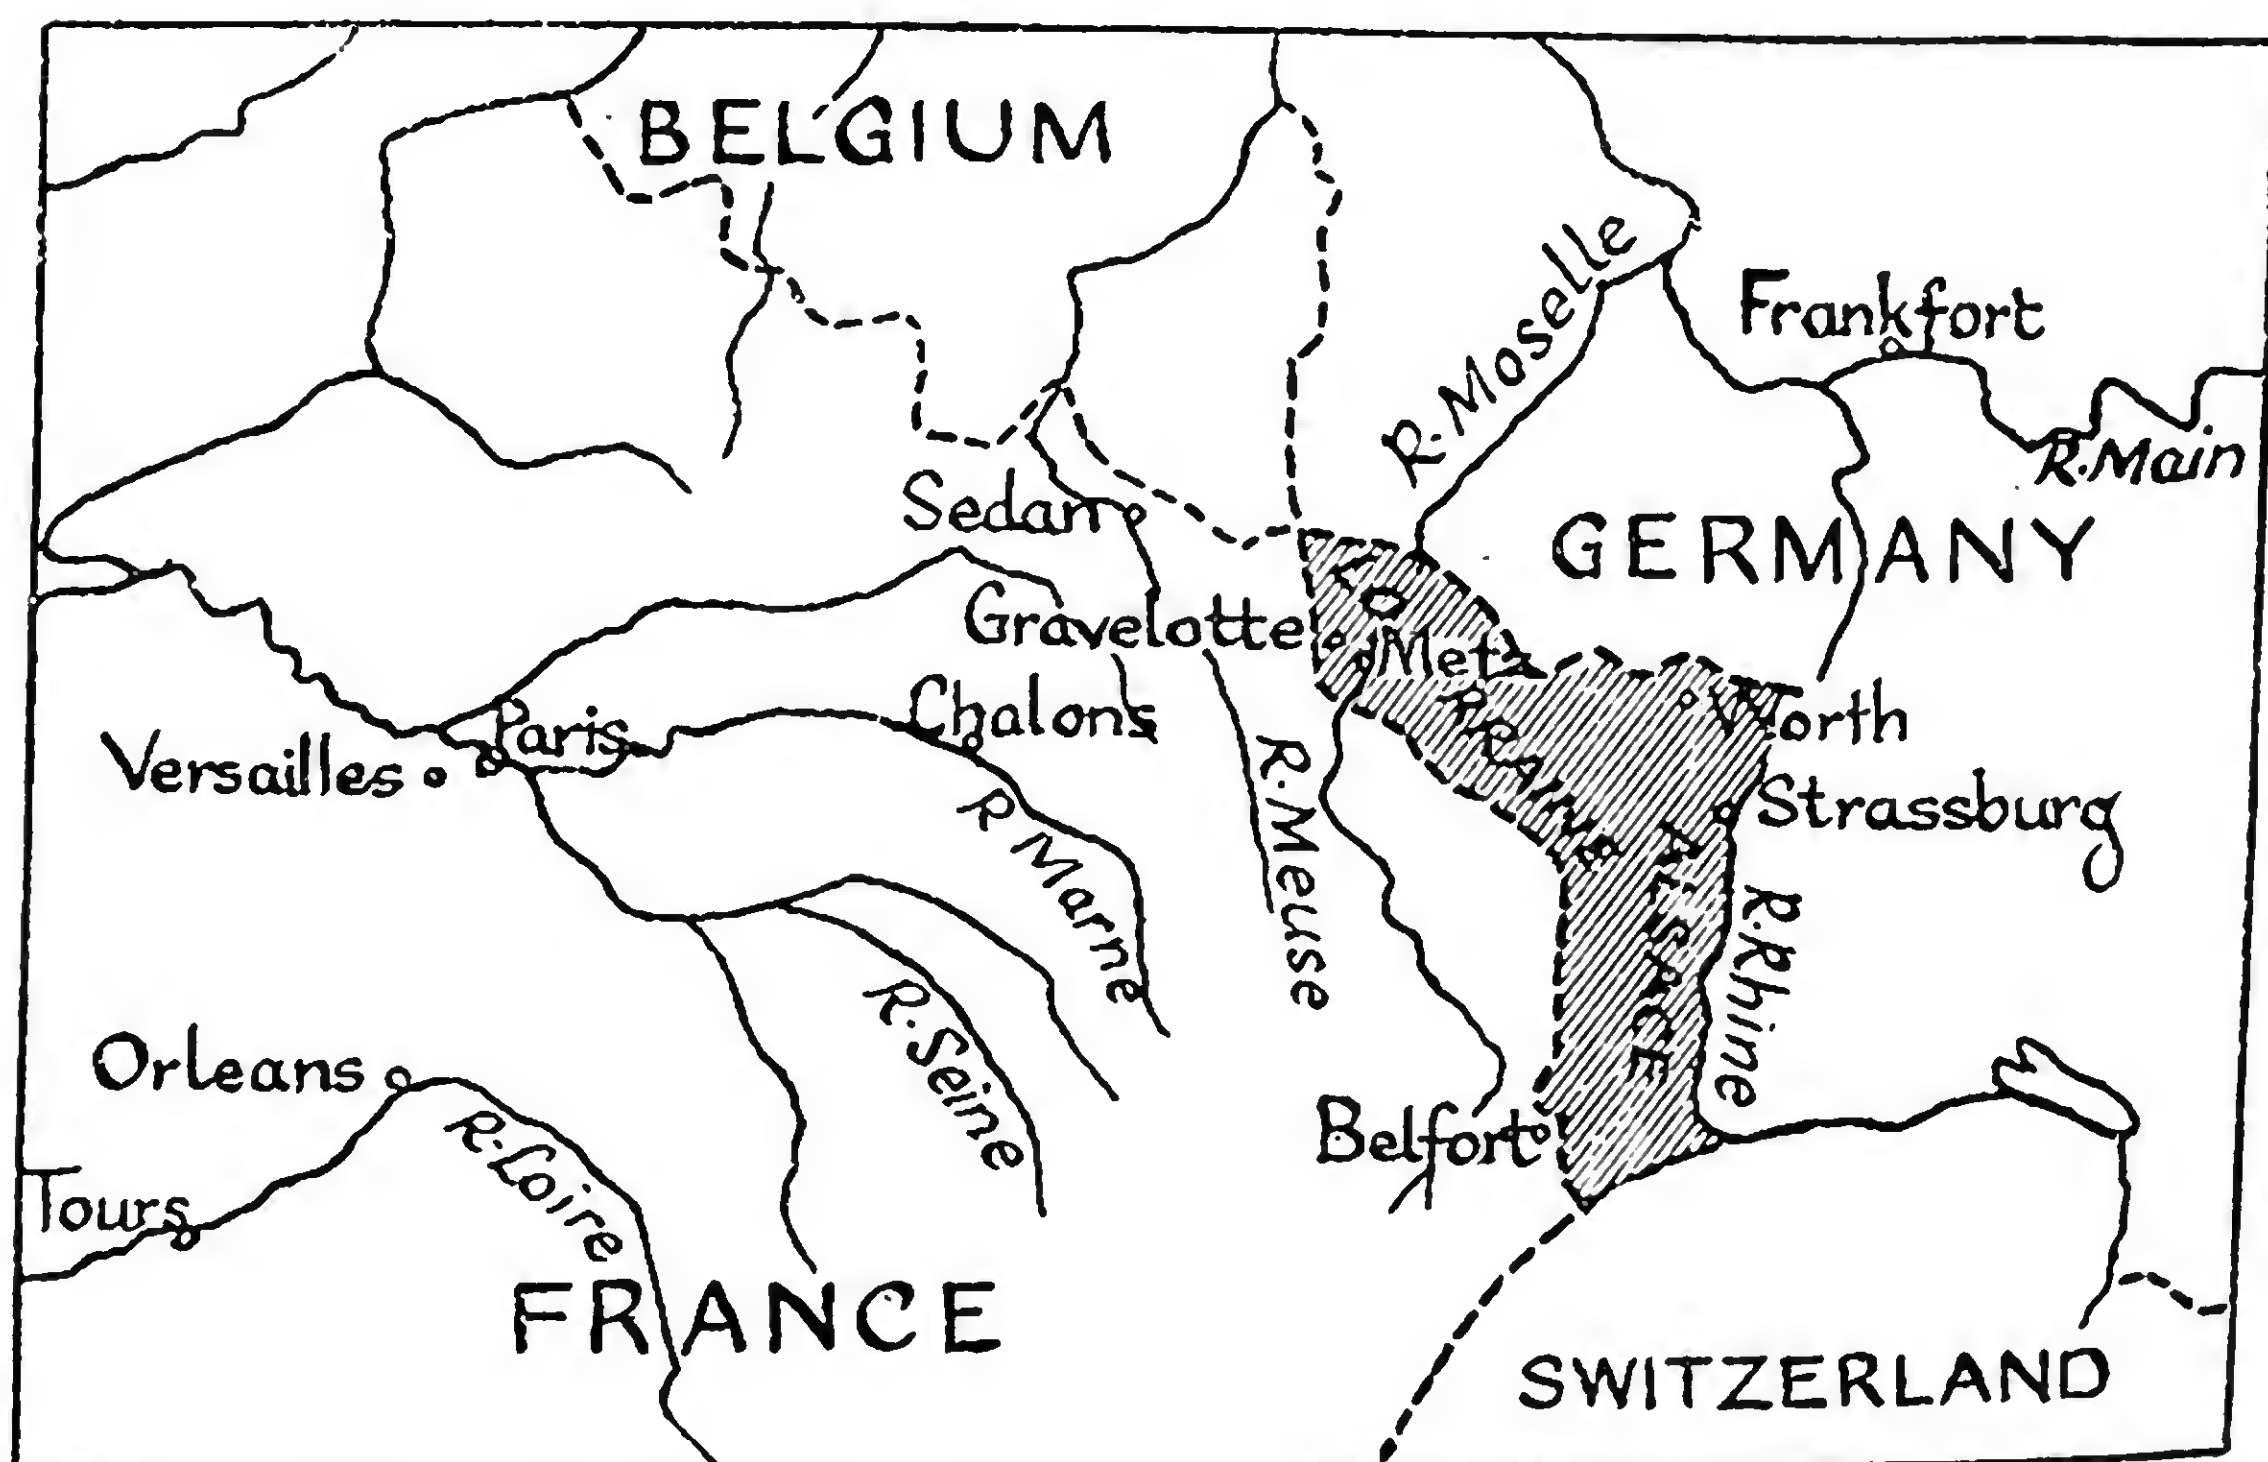 BELGIUM
R. Moselle
Frankfort
R. Main
Sedan
GERMANY
Gravelotte
Metz
LORRAINE
Chalons
Worth
Paris
Versailles
Strassburg
R. Meuse
R Marne
ALSACE
R. Rhine
R. Seine
Orleans
R. Loire
Belfort
Tours
FRANCE
SWITZERLAND